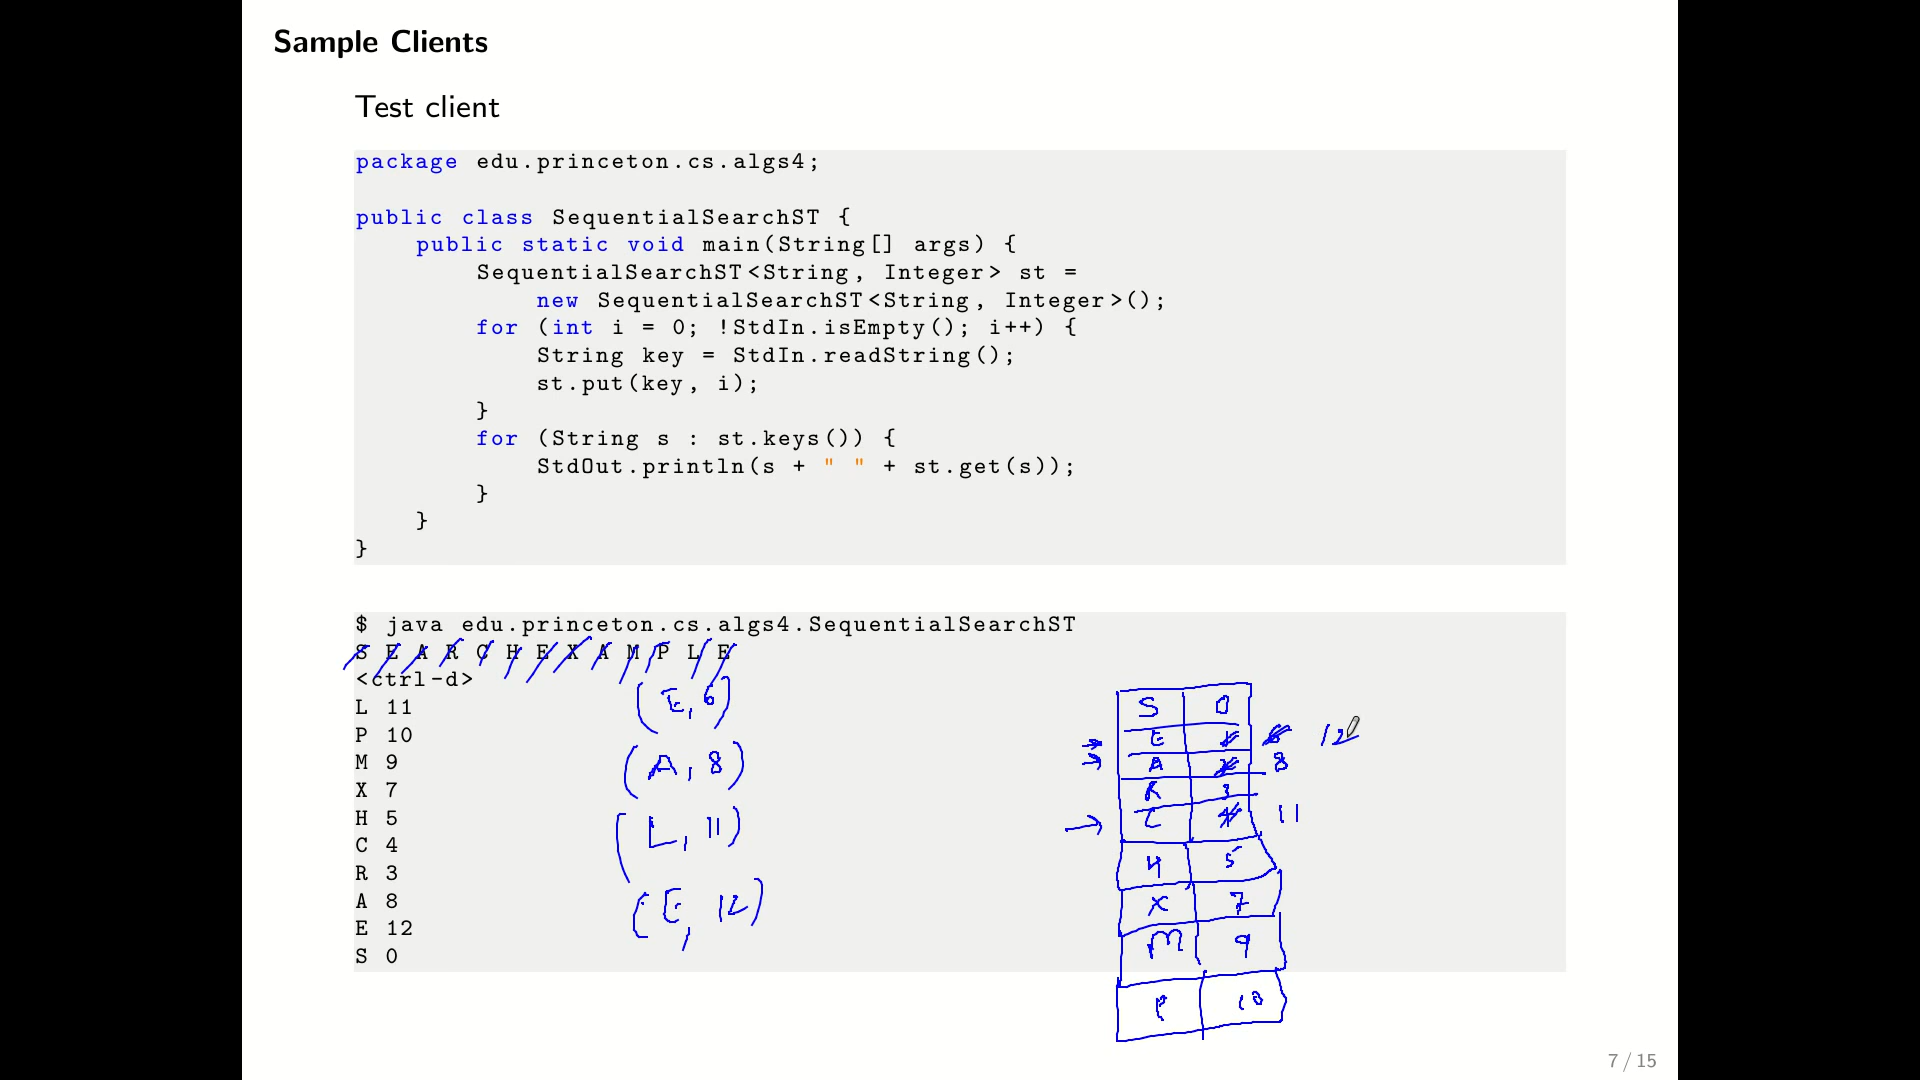 Sample Clients
Test client
package edu.princeton.cs.algs4;
public class SequentialSearchST {
public static void main(String[] args) {
SequentialSearchST<String, Integer> st =
new SequentialSearchST<String, Integer>();
for (int i = 0; !StdIn.isEmpty(); i++) {
String key = StdIn.readString();
st.put(key, i);
}
for (String s : st.keys()) {
StdOut.println(s + " " + st.get(s));
}
}
}
$ java edu.princeton.cs.algs4.SequentialSearchST
S E A R C H E X A M P L E
<ctrl-d>
L 11
P 10
M 9
X 7
H 5
C 4
R 3
A 8
E 12
S 0
(E, 6)
(A, 8)
(L, 11)
(E, 12)
S 0
E 12
A 8
R 3
C 11
H 5
X 7
M 9
P 10
7 / 15